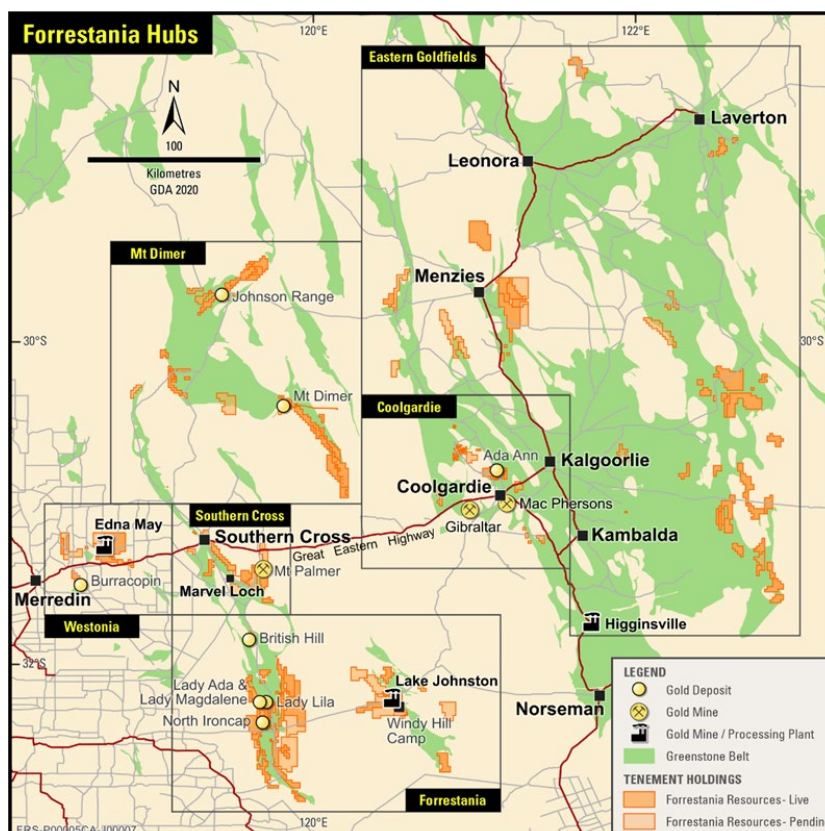 Forrestania Hubs
120°E
122°E
Eastern Goldfields
N
100
Kilometres
GDA 2020
Laverton
Leonora
Mt Dimer
Johnson Range
Menzies
30°S
30°S
Mt Dimer
Coolgardie
Ada Ann
Kalgoorlie
Coolgardie
Mac Phersons
Gibraltar
Southern Cross
Edna May
Southern Cross
Great Eastern Highway
Kambalda
Mt Palmer
Burracopin
Marvel Loch
Merredin
Westonia
Higginsville
British Hill
32°S
Lady Ada &
Lady Magdalene
Lady Lila
North Ironcap
Lake Johnston
Windy Hill
Camp
Norseman
Forrestania
120°E
LEGEND
Gold Deposit
Gold Mine
Gold Mine / Processing Plant
Greenstone Belt
TENEMENT HOLDINGS
Forrestania Resources- Live
Forrestania Resources- Pendin